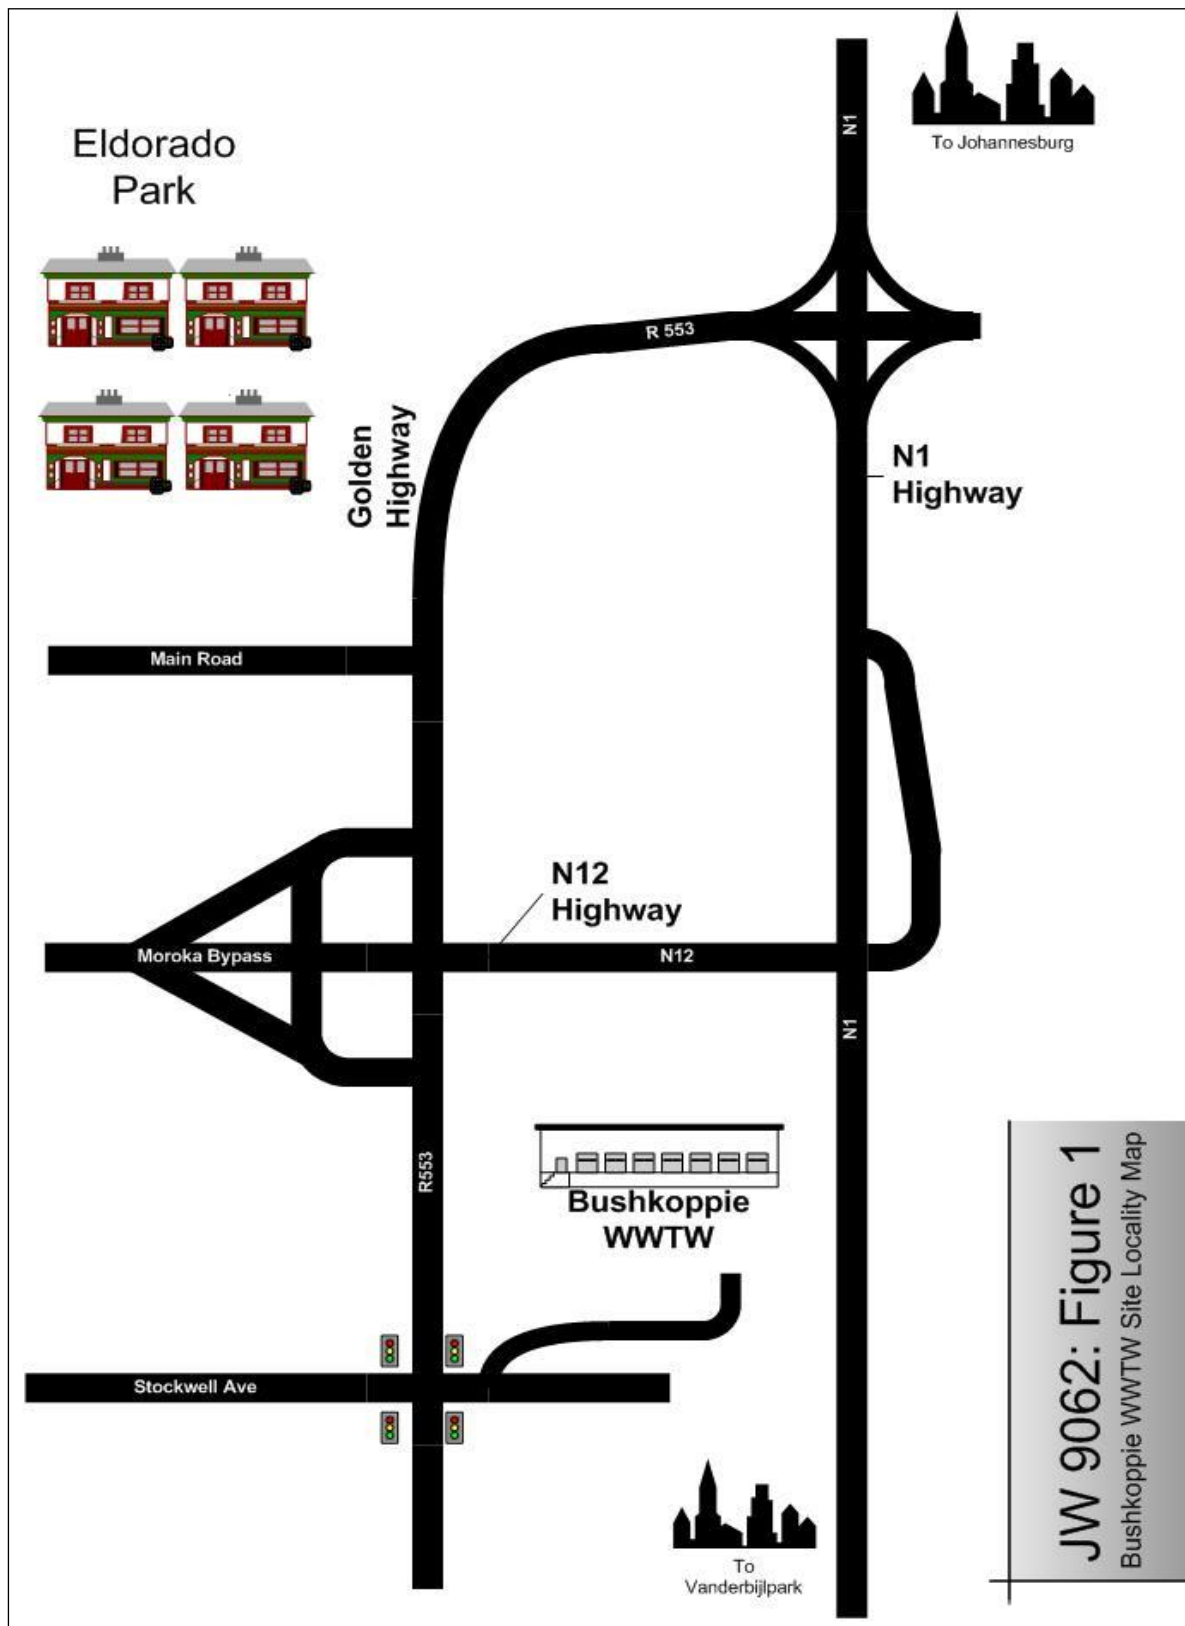 Eldorado
Park
N1
To Johannesburg
R 553
Golden
Highway
N1
Highway
Main Road
N12
Highway
Moroka Bypass
N12
N1
R553
Bushkoppie
WWTW
Stockwell Ave
To
Vanderbijlpark
JW 9062: Figure 1
Bushkoppie WWTW Site Locality Map